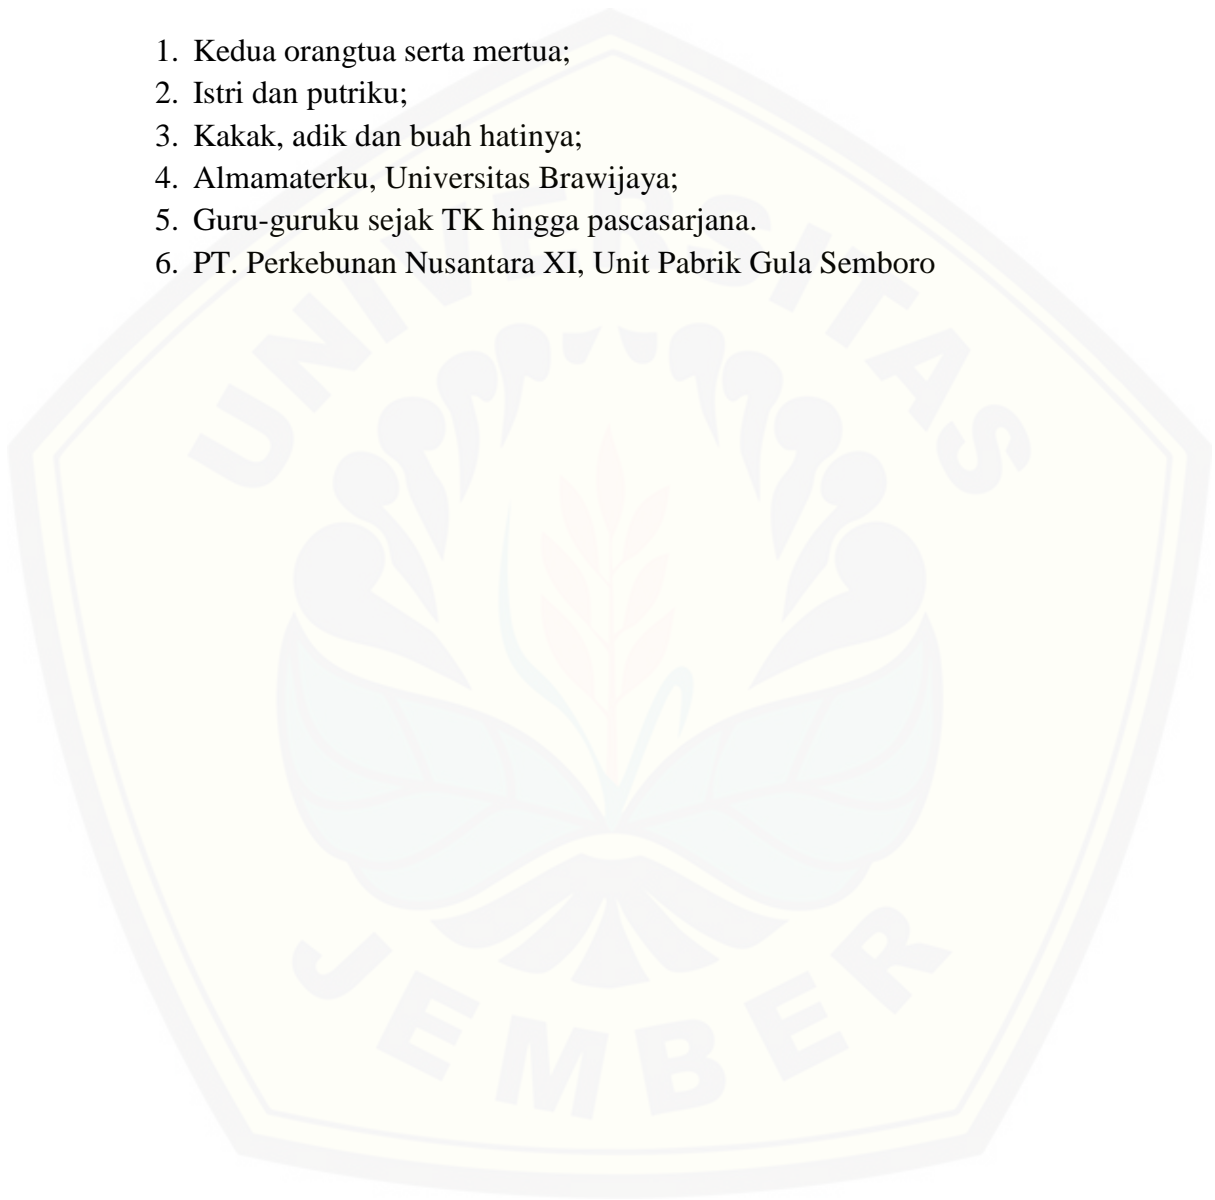 1. Kedua orangtua serta mertua;
2. Istri dan putriku;
3. Kakak, adik dan buah hatinya;
4. Almamaterku, Universitas Brawijaya;
5. Guru-guruku sejak TK hingga pascasarjana.
6. PT. Perkebunan Nusantara XI, Unit Pabrik Gula Semboro
UNIVERSITAS
JEMBER